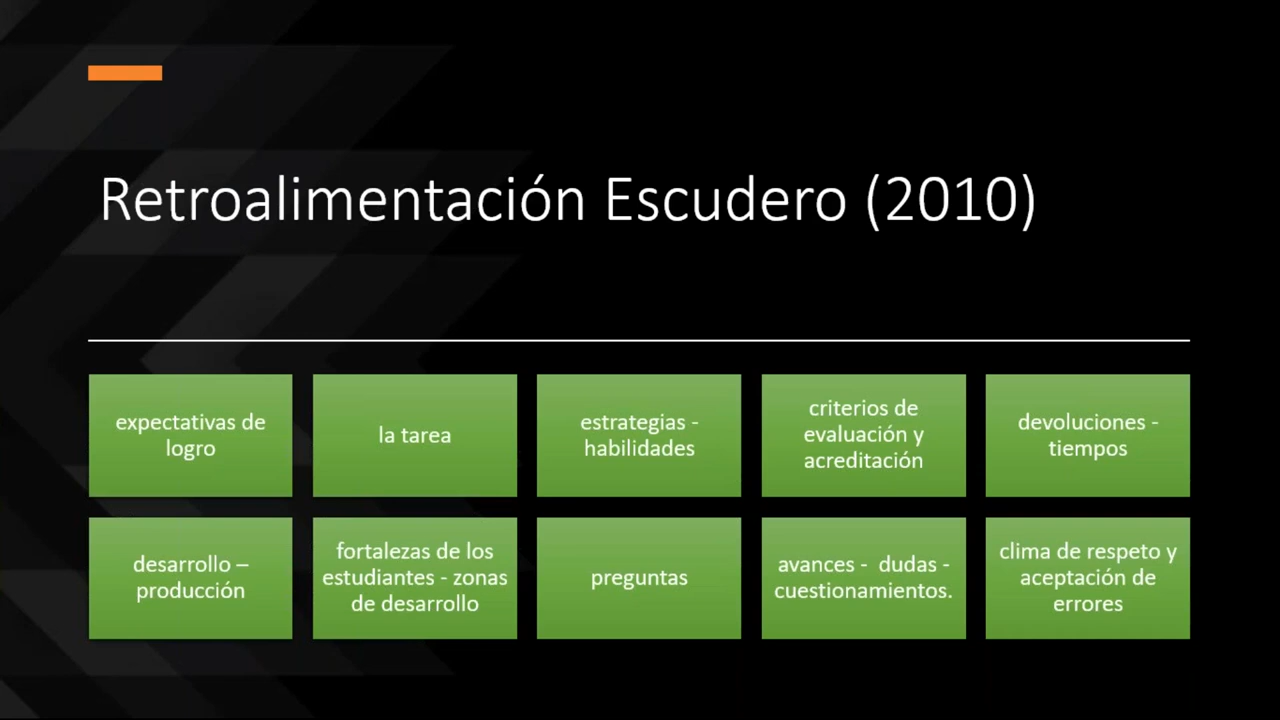 Retroalimentación Escudero (2010)
expectativas de
logro
la tarea
estrategias -
habilidades
criterios de
evaluación y
acreditación
devoluciones -
tiempos
desarrollo –
producción
fortalezas de los
estudiantes - zonas
de desarrollo
preguntas
avances -  dudas -
cuestionamientos.
clima de respeto y
aceptación de
errores